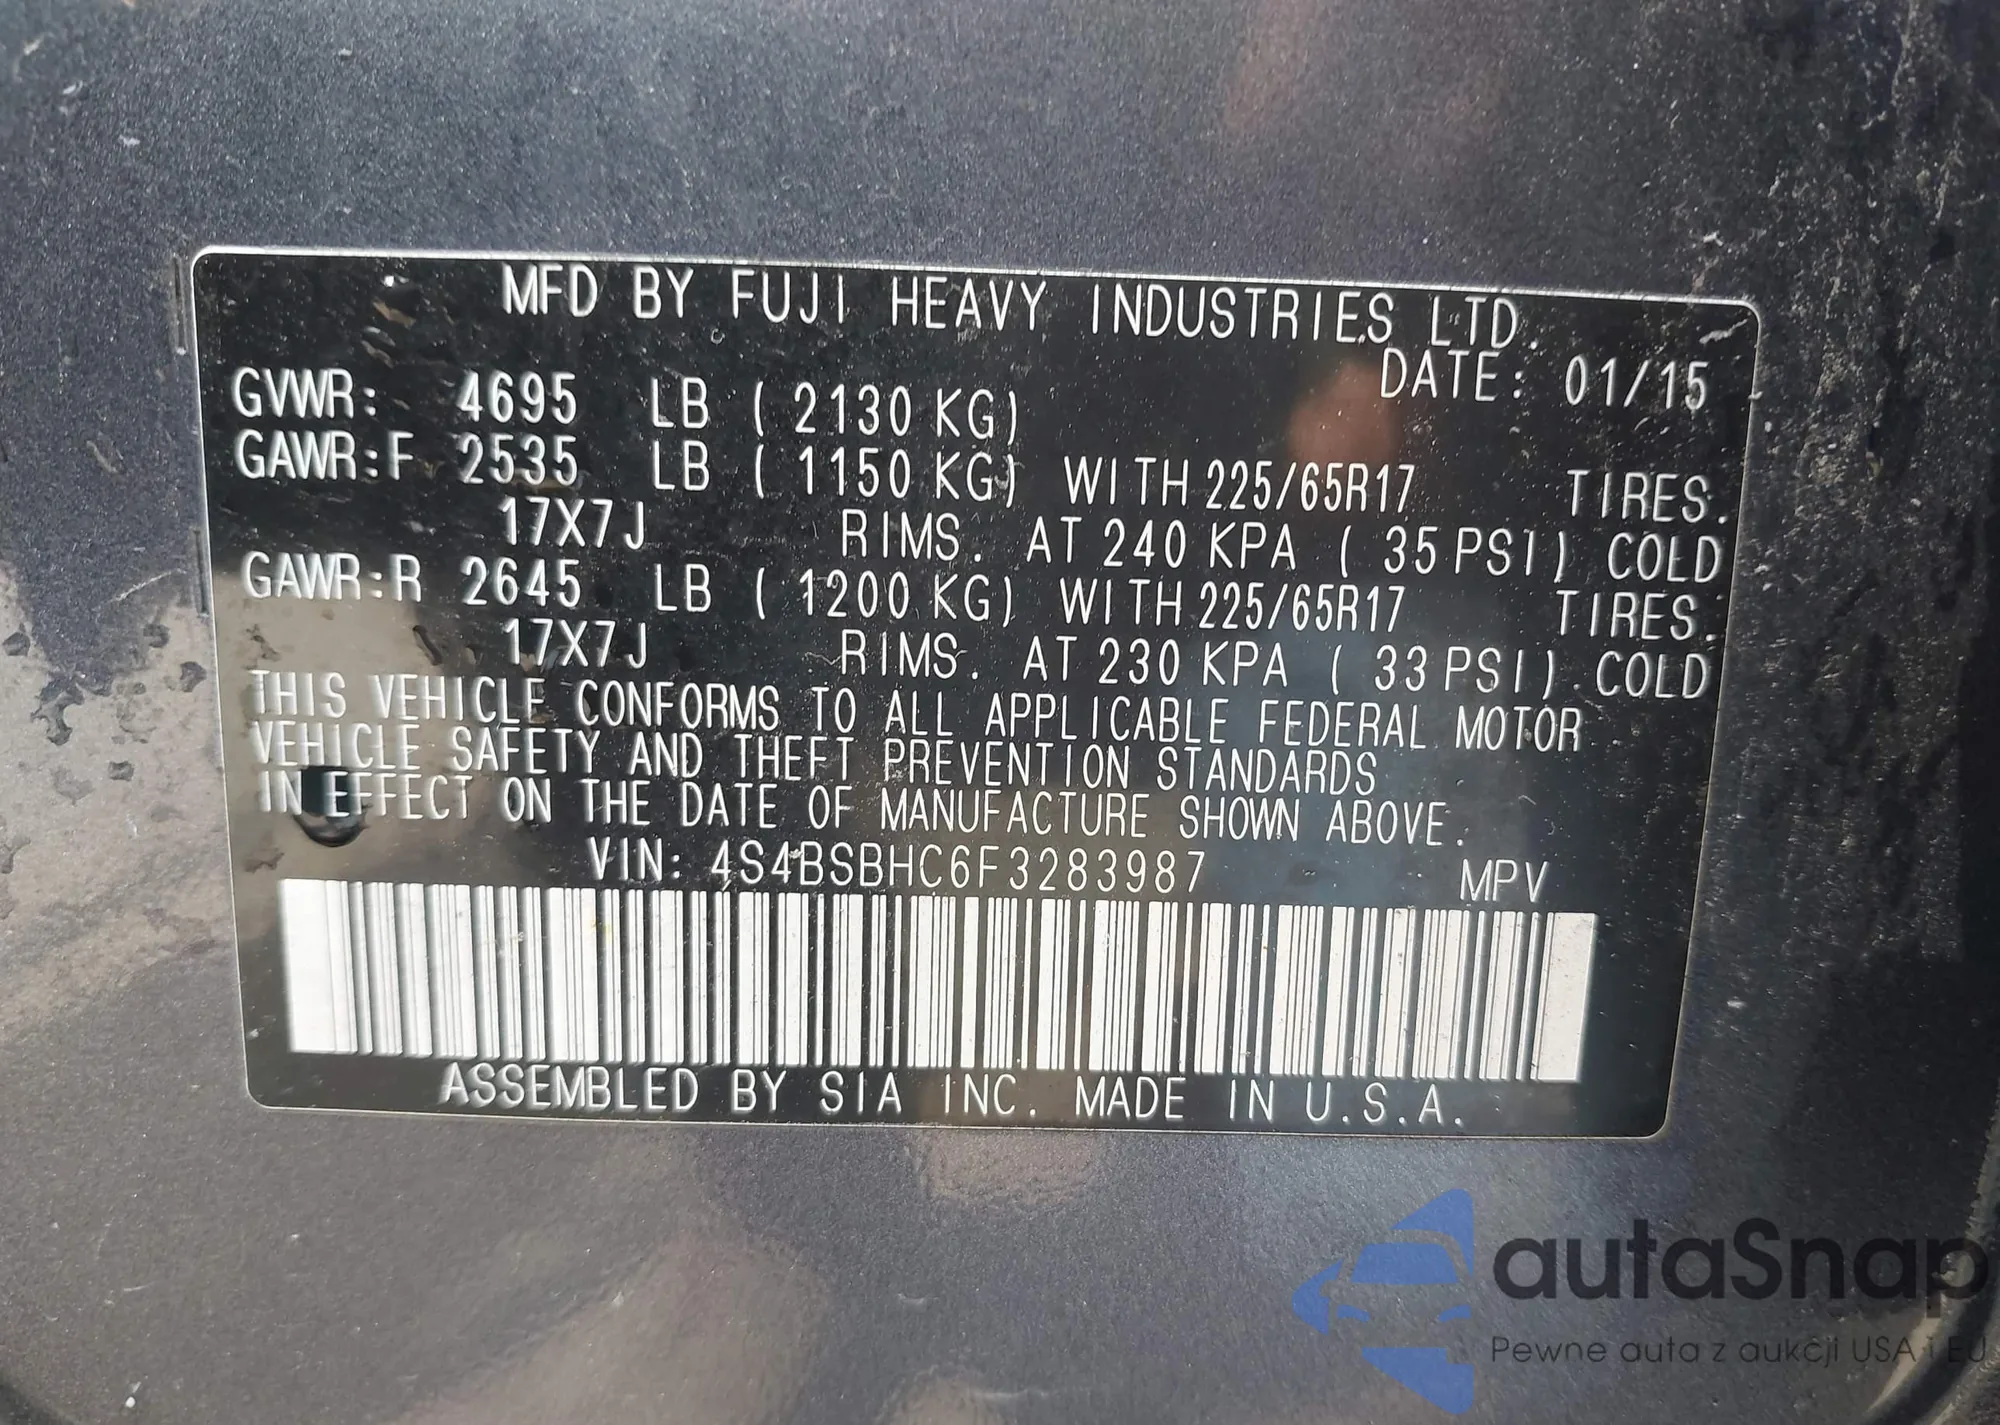 MFD BY FUJI HEAVY INDUSTRIES LTD.
DATE: 01/15
GVWR: 4695 LB ( 2130 KG)
GAWR:F 2535 LB ( 1150 KG) WITH 225/65R17 TIRES.
17X7J RIMS. AT 240 KPA ( 35 PSI) COLD
GAWR:R 2645 LB ( 1200 KG) WITH 225/65R17 TIRES.
17X7J RIMS. AT 230 KPA ( 33 PSI) COLD
THIS VEHICLE CONFORMS TO ALL APPLICABLE FEDERAL MOTOR
VEHICLE SAFETY AND THEFT PREVENTION STANDARDS
IN EFFECT ON THE DATE OF MANUFACTURE SHOWN ABOVE.
VIN: 4S4BSBHC6F3283987 MPV
ASSEMBLED BY SIA INC. MADE IN U.S.A.
autaSnap
Pewne auta z aukcji USA i EU